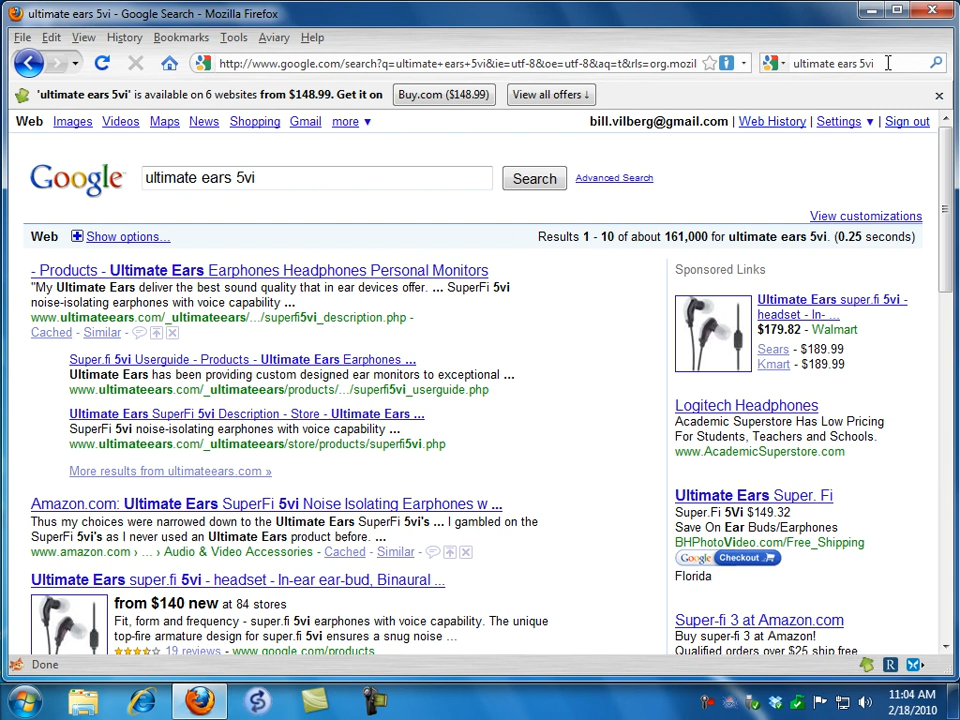 ultimate ears 5vi - Google Search - Mozilla Firefox
File Edit View History Bookmarks Tools Aviary Help
http://www.google.com/search?q=ultimate+ears+5vi&ie=utf-8&oe=utf-8&aq=t&rls=org.mozil
ultimate ears 5vi
'ultimate ears 5vi' is available on 6 websites from $148.99. Get it on Buy.com ($148.99) View all offers ↓
Web Images Videos Maps News Shopping Gmail more ▼ bill.vilberg@gmail.com | Web History | Settings ▼ | Sign out
Google ultimate ears 5vi Search Advanced Search
View customizations
Web Show options... Results 1 - 10 of about 161,000 for ultimate ears 5vi. (0.25 seconds)
- Products - Ultimate Ears Earphones Headphones Personal Monitors
"My Ultimate Ears deliver the best sound quality that in ear devices offer. ... SuperFi 5vi
noise-isolating earphones with voice capability ...
www.ultimateears.com/_ultimateears/.../superfi5vi_description.php -
Cached - Similar -
Super.fi 5vi Userguide - Products - Ultimate Ears Earphones ...
Ultimate Ears has been providing custom designed ear monitors to exceptional ...
www.ultimateears.com/_ultimateears/products/.../superfi5vi_userguide.php
Ultimate Ears SuperFi 5vi Description - Store - Ultimate Ears ...
SuperFi 5vi noise-isolating earphones with voice capability ...
www.ultimateears.com/_ultimateears/store/products/superfi5vi.php
More results from ultimateears.com »
Amazon.com: Ultimate Ears SuperFi 5vi Noise Isolating Earphones w ...
Thus my choices were narrowed down to the Ultimate Ears SuperFi 5vi's ... I gambled on the
SuperFi 5vi's as I never used an Ultimate Ears product before. ...
www.amazon.com › ... › Audio & Video Accessories - Cached - Similar -
Ultimate Ears super.fi 5vi - headset - In-ear ear-bud, Binaural ...
from $140 new at 84 stores
Fit, form and frequency - super.fi 5vi earphones with voice capability. The unique
top-fire armature design for super.fi 5vi ensures a snug noise ...
19 reviews - www.google.com/products
Sponsored Links
Ultimate Ears super.fi 5vi -
headset - In- ...
$179.82 - Walmart
Sears - $189.99
Kmart - $189.99
Logitech Headphones
Academic Superstore Has Low Pricing
For Students, Teachers and Schools.
www.AcademicSuperstore.com
Ultimate Ears Super. Fi
Super.Fi 5Vi $149.32
Save On Ear Buds/Earphones
BHPhotoVideo.com/Free_Shipping
Google Checkout
Florida
Super-fi 3 at Amazon.com
Buy super-fi 3 at Amazon!
Qualified orders over $25 ship free
Done
R
11:04 AM
2/18/2010